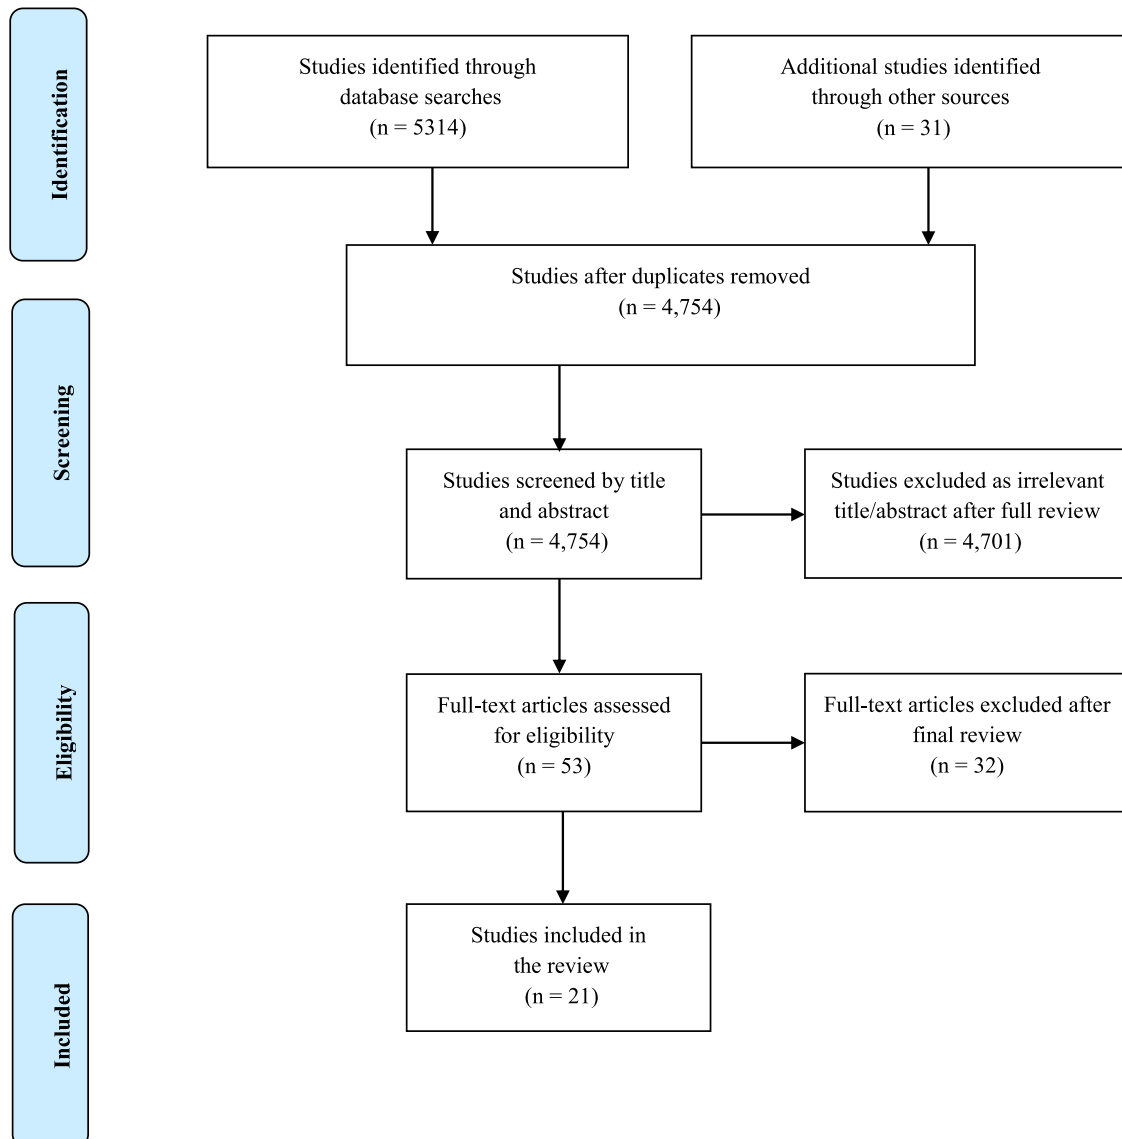 Identification
Studies identified through
database searches
(n = 5314)
Additional studies identified
through other sources
(n = 31)
Studies after duplicates removed
(n = 4,754)
Screening
Studies screened by title
and abstract
(n = 4,754)
Studies excluded as irrelevant
title/abstract after full review
(n = 4,701)
Eligibility
Full-text articles assessed
for eligibility
(n = 53)
Full-text articles excluded after
final review
(n = 32)
Included
Studies included in
the review
(n = 21)